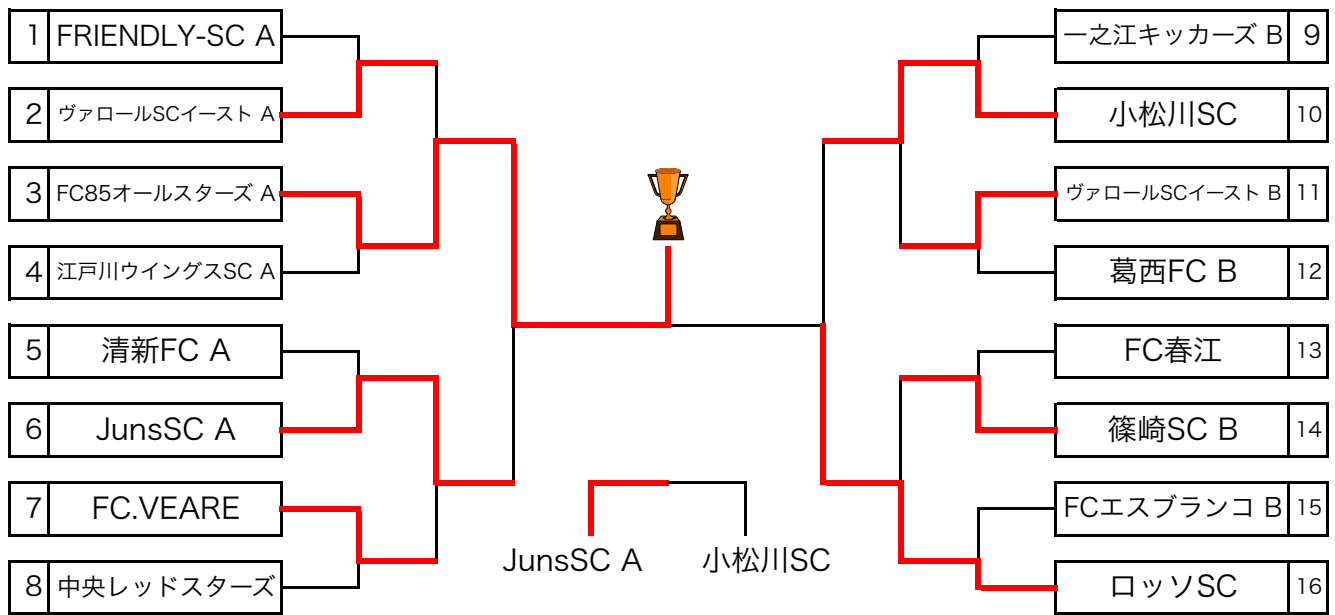 1 FRIENDLY-SC A
2 ヴァロールSCイースト A
3 FC85オールスターズ A
4 江戸川ウイングスSC A
5 清新FC A
6 JunsSC A
7 FC.VEARE
8 中央レッドスターズ
一之江キッカーズ B 9
小松川SC 10
ヴァロールSCイースト B 11
葛西FC B 12
FC春江 13
篠崎SC B 14
FCエスブランコ B 15
ロッソSC 16
JunsSC A 小松川SC